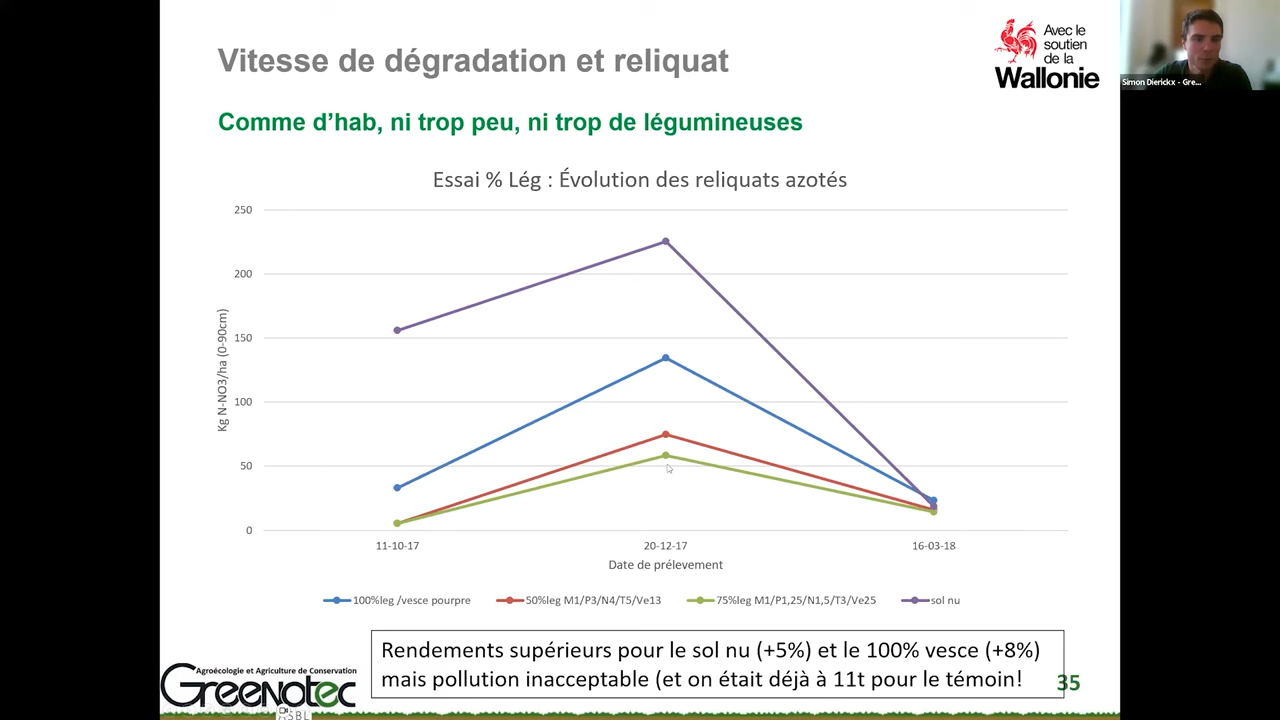 Vitesse de dégradation et reliquat
Avec le
soutien
de la
Wallonie
Simon Dierickx - Gre...
Comme d’hab, ni trop peu, ni trop de légumineuses
Essai % Lég : Évolution des reliquats azotés
Kg N-NO3/ha (0-90cm)
250
200
150
100
50
0
11-10-17 20-12-17 16-03-18
Date de prélevement
100%leg /vesce pourpre 50%leg M1/P3/N4/T5/Ve13 75%leg M1/P1,25/N1,5/T3/Ve25 sol nu
Rendements supérieurs pour le sol nu (+5%) et le 100% vesce (+8%)
mais pollution inacceptable (et on était déjà à 11t pour le témoin!
Agroécologie et Agriculture de Conservation
Greenotec
ASBL
35